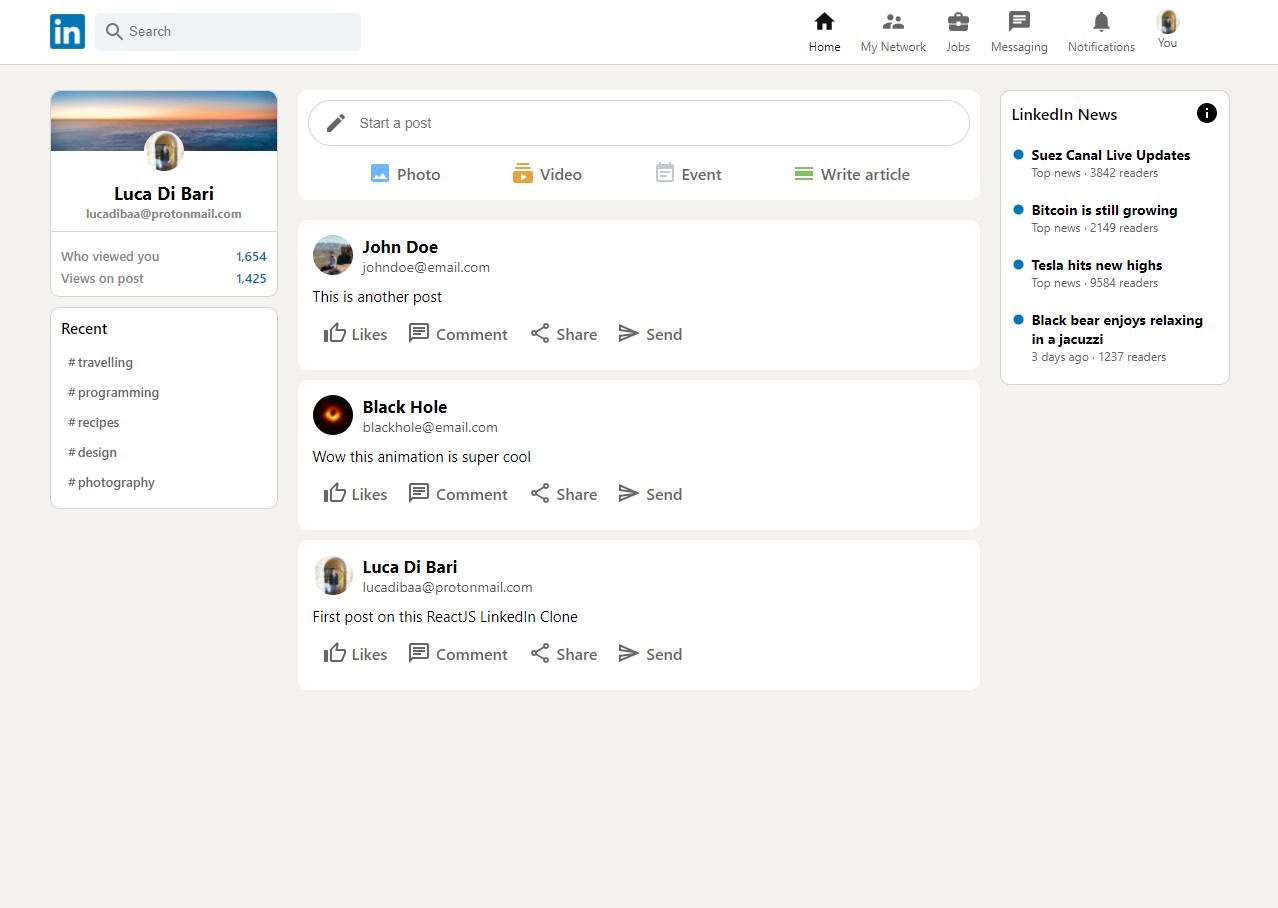 in
Search
Home
My Network
Jobs
Messaging
Notifications
You
Luca Di Bari
lucadibaa@protonmail.com
Who viewed you 1,654
Views on post 1,425
Recent
# travelling
# programming
# recipes
# design
# photography
Start a post
Photo
Video
Event
Write article
John Doe
johndoe@email.com
This is another post
Likes Comment Share Send
Black Hole
blackhole@email.com
Wow this animation is super cool
Likes Comment Share Send
Luca Di Bari
lucadibaa@protonmail.com
First post on this ReactJS LinkedIn Clone
Likes Comment Share Send
LinkedIn News
Suez Canal Live Updates
Top news · 3842 readers
Bitcoin is still growing
Top news · 2149 readers
Tesla hits new highs
Top news · 9584 readers
Black bear enjoys relaxing
in a jacuzzi
3 days ago · 1237 readers